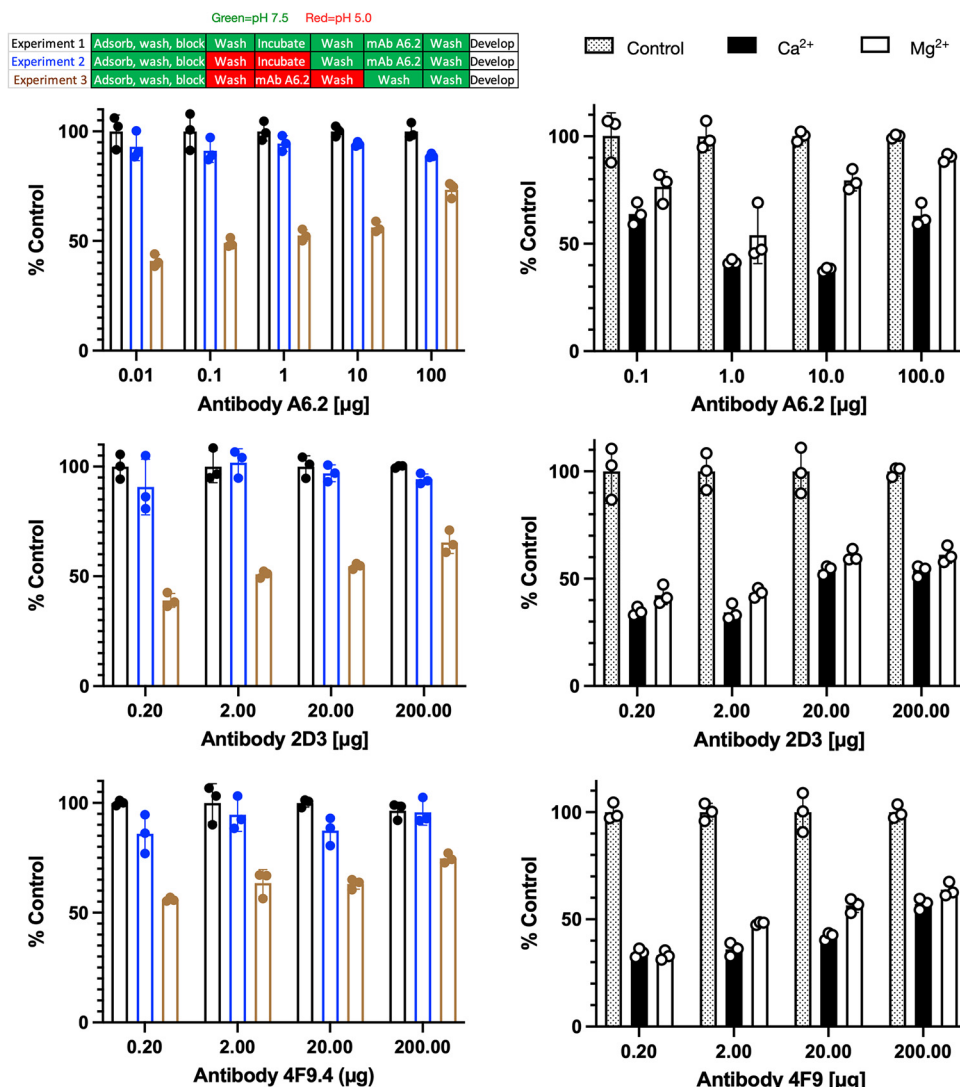 Green=pH 7.5 Red=pH 5.0
Experiment 1 Adsorb, wash, block Wash Incubate Wash mAb A6.2 Wash Develop
Experiment 2 Adsorb, wash, block Wash Incubate Wash mAb A6.2 Wash Develop
Experiment 3 Adsorb, wash, block Wash mAb A6.2 Wash Wash Wash Develop
Control Ca²⁺ Mg²⁺
% Control
100
50
0
0.01 0.1 1 10 100
Antibody A6.2 [µg]
% Control
100
50
0
0.1 1.0 10.0 100.0
Antibody A6.2 [µg]
% Control
100
50
0
0.20 2.00 20.00 200.00
Antibody 2D3 [µg]
% Control
100
50
0
0.20 2.00 20.00 200.00
Antibody 2D3 [µg]
% Control
100
50
0
0.20 2.00 20.00 200.00
Antibody 4F9.4 (µg)
% Control
100
50
0
0.20 2.00 20.00 200.00
Antibody 4F9 [µg]